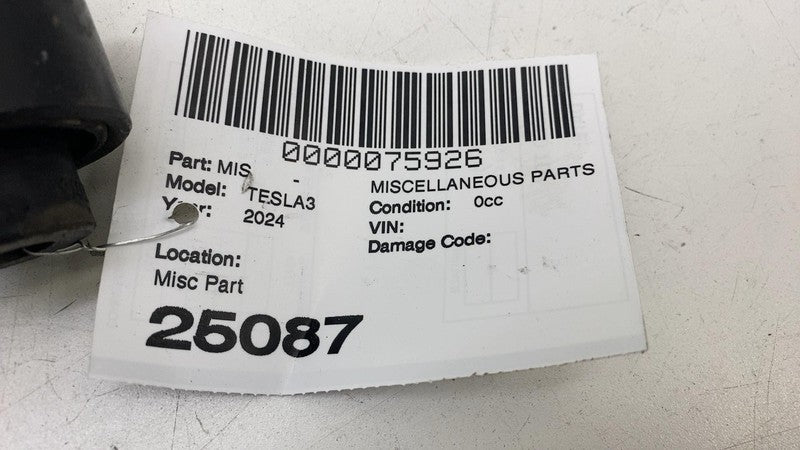 0000075926
Part: MIS -
MISCELLANEOUS PARTS
Model: TESLA3
Condition: 0cc
Year: 2024
VIN:
Damage Code:
Location:
Misc Part
25087